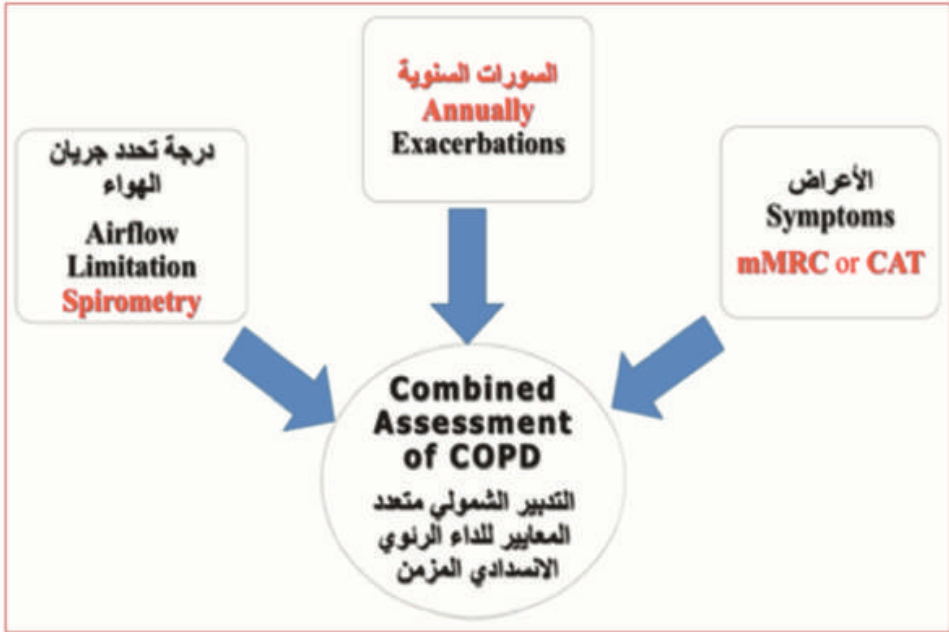 السورات السنوية
Annually
Exacerbations
درجة تحدد جريان
الهواء
Airflow
Limitation
Spirometry
الأعراض
Symptoms
mMRC or CAT
Combined
Assessment
of COPD
التدبير الشمولي متعدد
المعايير للداء الرئوي
الانسدادي المزمن